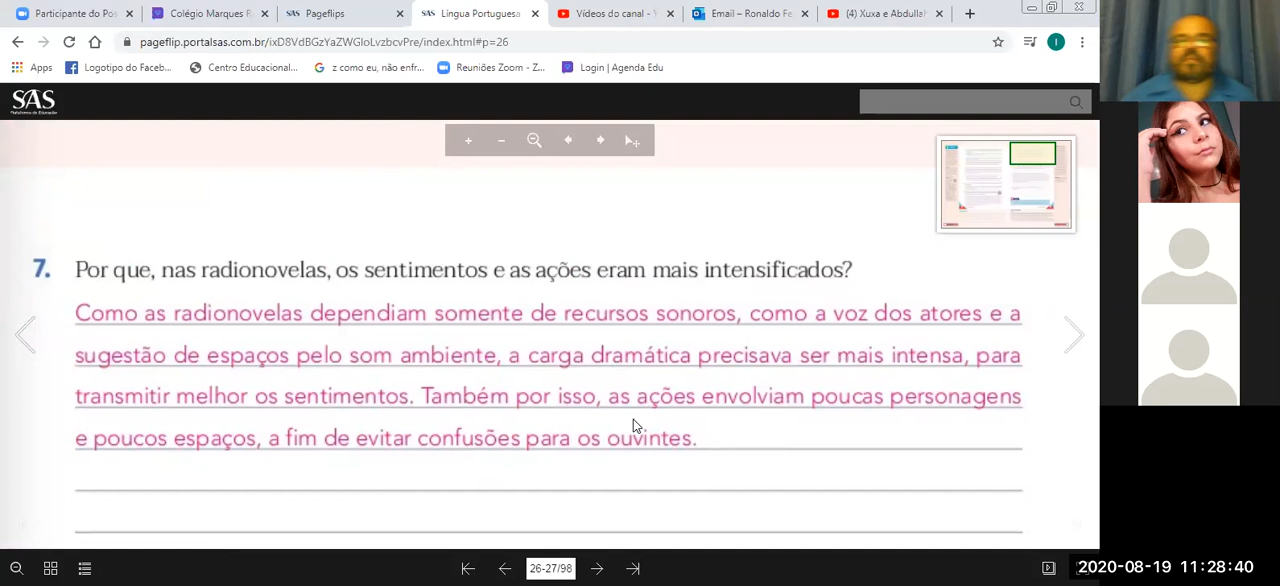 Participante do Pos
Colégio Marques R
Pageflips
Língua Portuguesa
Vídeos do canal - Y
Email – Ronaldo Fe
(4) Xuxa e Abdulla
pageflip.portalsas.com.br/ixD8VdBGzYaZWGIoLvzbcvPre/index.html#p=26
Apps
Logotipo do Faceb...
Centro Educacional...
z como eu, não enfr...
Reuniões Zoom - Z...
Login | Agenda Edu
SAS
Plataforma de Educação
7. Por que, nas radionovelas, os sentimentos e as ações eram mais intensificados?
Como as radionovelas dependiam somente de recursos sonoros, como a voz dos atores e a
sugestão de espaços pelo som ambiente, a carga dramática precisava ser mais intensa, para
transmitir melhor os sentimentos. Também por isso, as ações envolviam poucas personagens
e poucos espaços, a fim de evitar confusões para os ouvintes.
26-27/98
2020-08-19 11:28:40